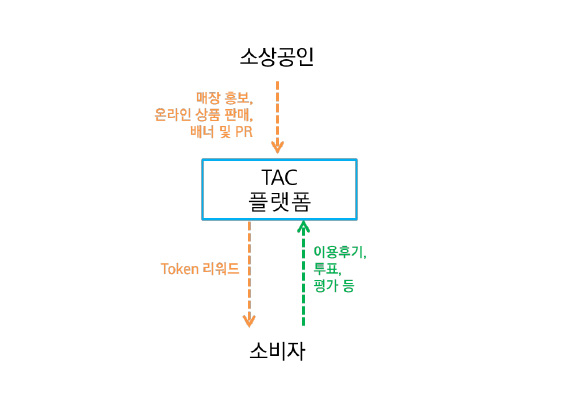 소상공인
매장 홍보,
온라인 상품 판매,
배너 및 PR
TAC
플랫폼
Token 리워드
이용후기,
투표,
평가 등
소비자